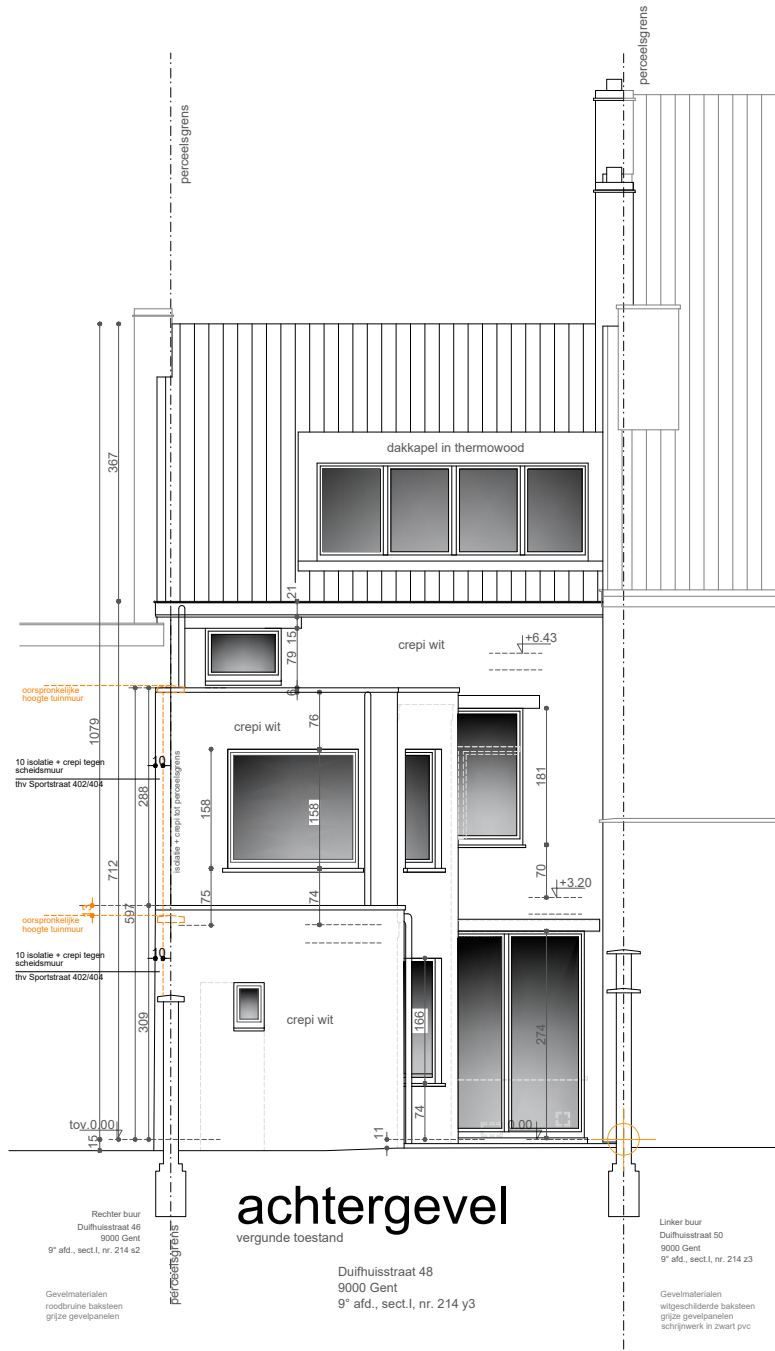 perceelsgrens
perceelsgrens
367
dakkapel in thermowood
21
15
79
6
crepi wit
+6.43
oorspronkelijke
hoogte tuinmuur
1079
crepi wit
76
10 isolatie + crepi tegen
scheidsmuur
thv Sportstraat 402/404
10
288
isolatie + crepi tot perceelsgrens
158
158
181
712
75
74
70
+3.20
13
597
oorspronkelijke
hoogte tuinmuur
10 isolatie + crepi tegen
scheidsmuur
thv Sportstraat 402/404
10
309
crepi wit
166
274
74
tov.0.00
15
11
0.00
achtergevel
vergunde toestand
Duifhuisstraat 48
9000 Gent
9° afd., sect.I, nr. 214 y3
Rechter buur
Duifhuisstraat 46
9000 Gent
9° afd., sect.I, nr. 214 s2
perceelsgrens
Gevelmaterialen
roodbruine baksteen
grijze gevelpanelen
Linker buur
Duifhuisstraat 50
9000 Gent
9° afd., sect.I, nr. 214 z3
Gevelmaterialen
witgeschilderde baksteen
grijze gevelpanelen
schrijnwerk in zwart pvc